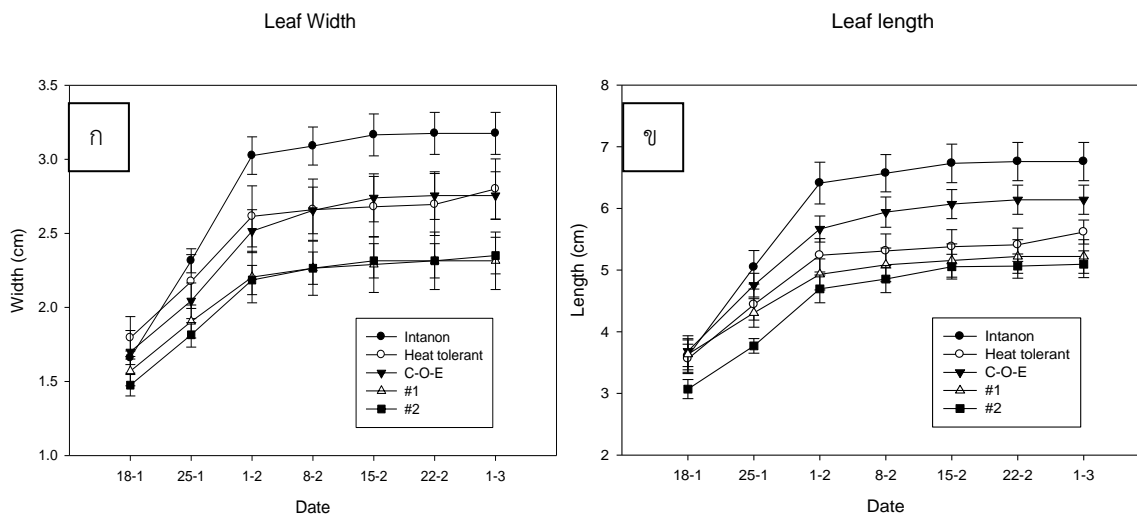 Leaf Width
3.5
3.0
2.5
2.0
1.5
1.0
Width (cm)
ก
Intanon
Heat tolerant
C-O-E
#1
#2
18-1 25-1 1-2 8-2 15-2 22-2 1-3
Date
Leaf length
8
7
6
5
4
3
2
Length (cm)
ข
Intanon
Heat tolerant
C-O-E
#1
#2
18-1 25-1 1-2 8-2 15-2 22-2 1-3
Date